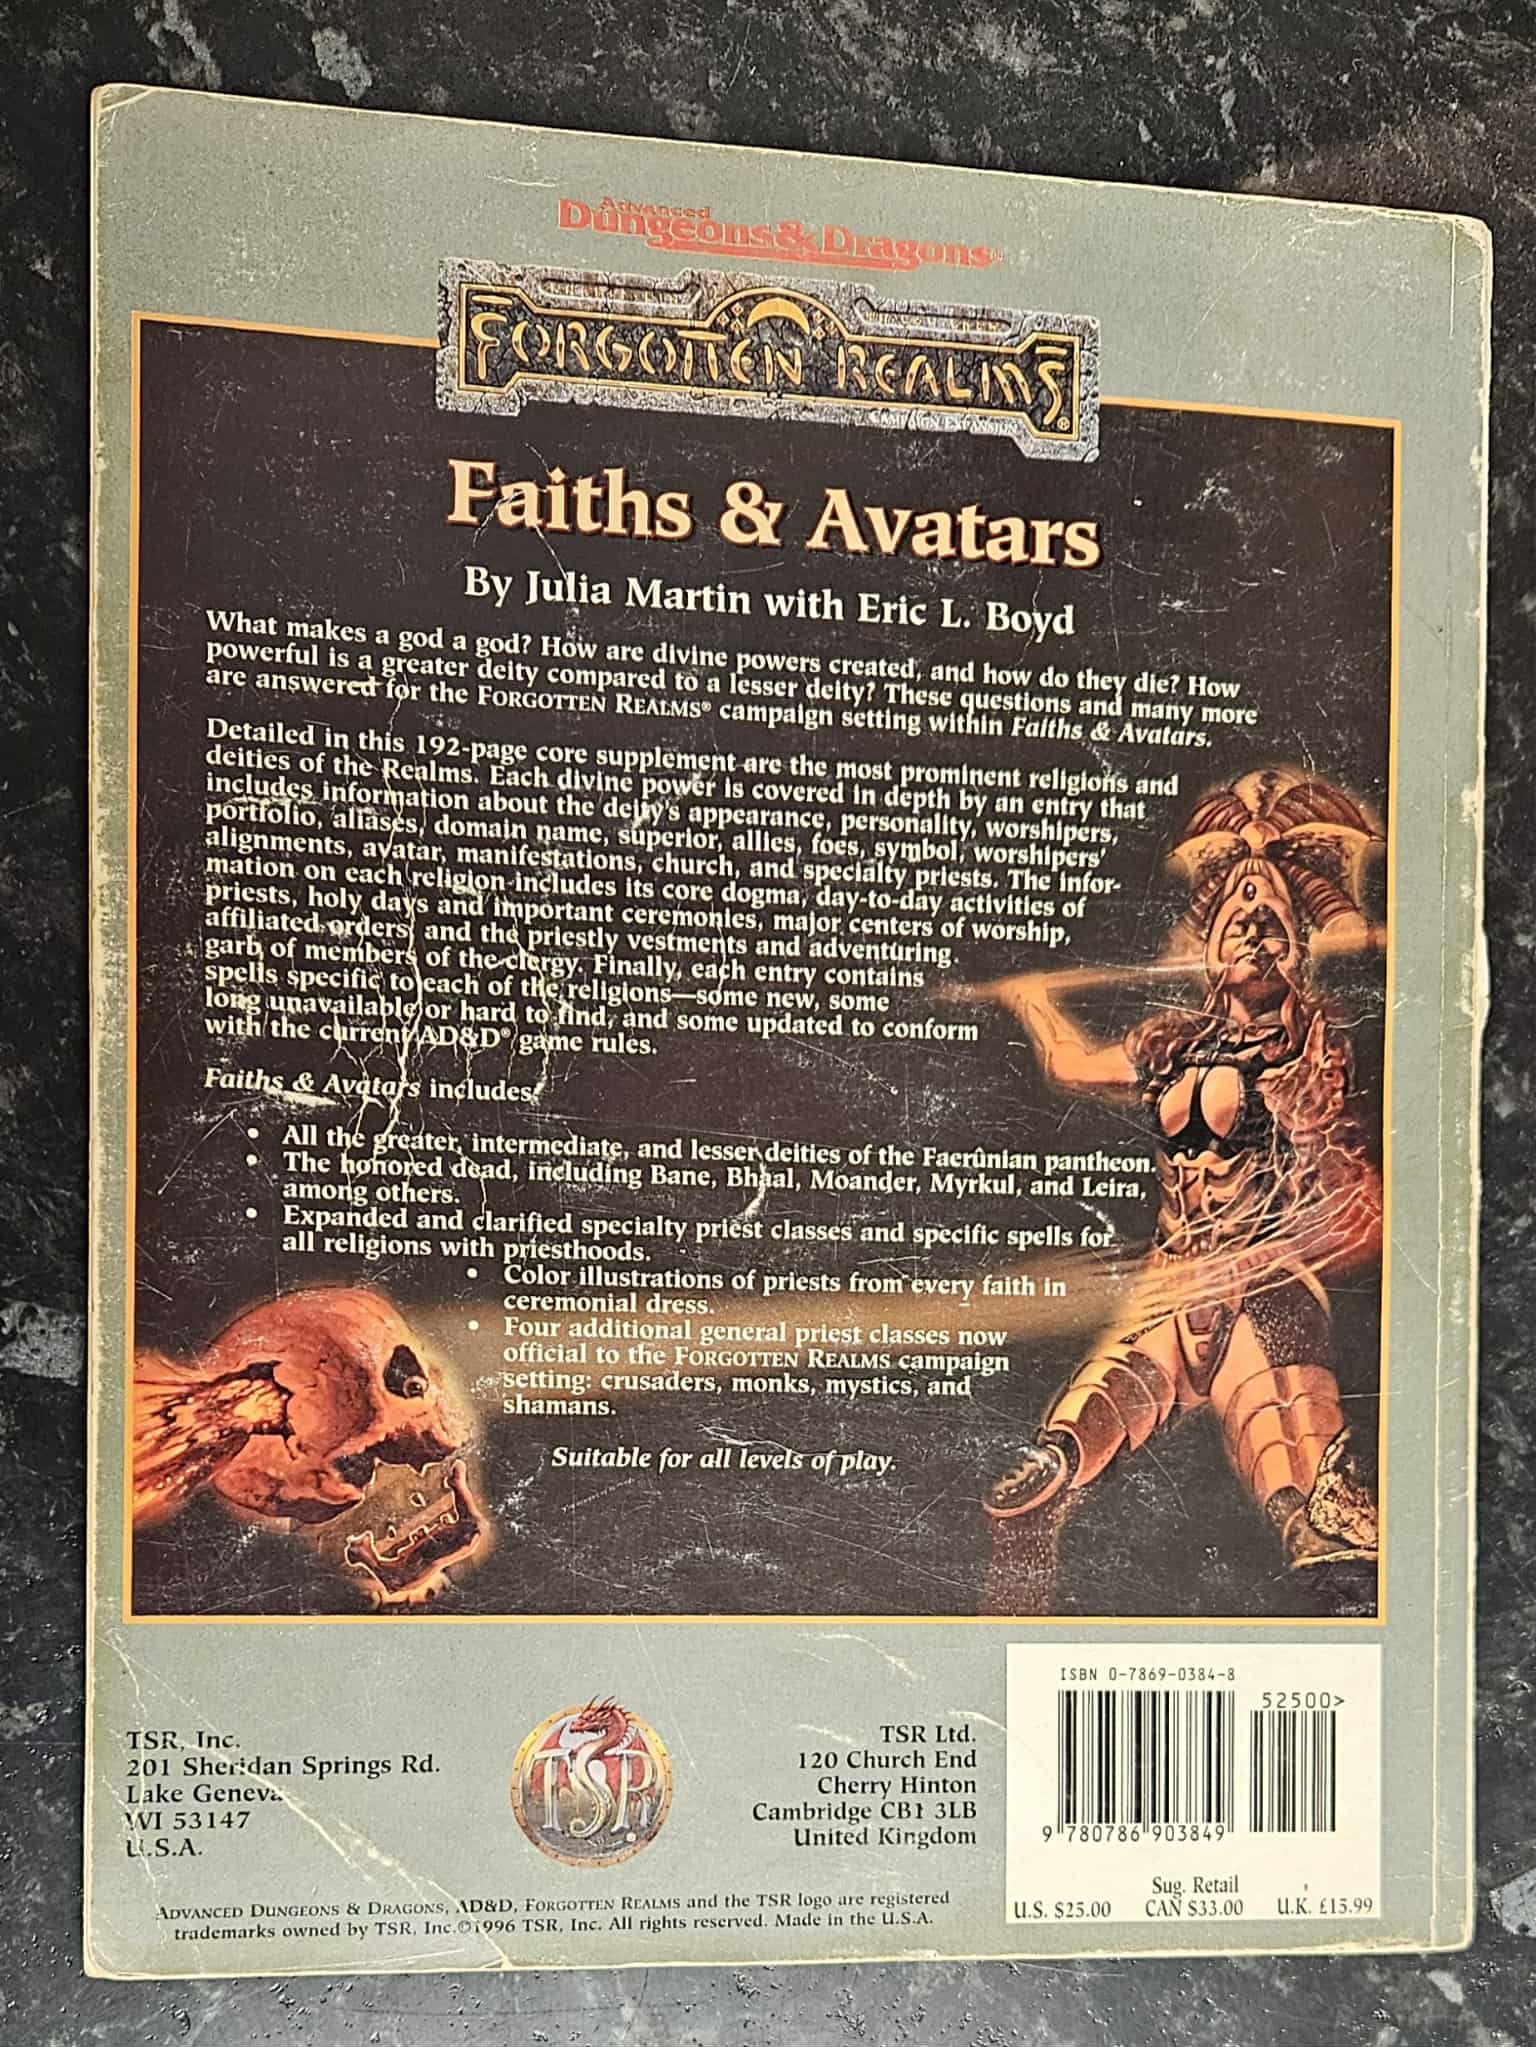 Advanced
Dungeons & Dragons
FORGOTTEN REALMS®
CAMPAIGN EXPANSION
Faiths & Avatars
By Julia Martin with Eric L. Boyd
What makes a god a god? How are divine powers created, and how do they die? How
powerful is a greater deity compared to a lesser deity? These questions and many more
are answered for the FORGOTTEN REALMS® campaign setting within Faiths & Avatars.
Detailed in this 192-page core supplement are the most prominent religions and
deities of the Realms. Each divine power is covered in depth by an entry that
includes information about the deity's appearance, personality, worshipers,
portfolio, aliases, domain name, superior, allies, foes, symbol, worshipers'
alignments, avatar, manifestations, church, and specialty priests. The infor-
mation on each religion includes its core dogma, day-to-day activities of
priests, holy days and important ceremonies, major centers of worship,
affiliated orders, and the priestly vestments and adventuring
garb of members of the clergy. Finally, each entry contains
spells specific to each of the religions—some new, some
long unavailable or hard to find, and some updated to conform
with the current AD&D® game rules.
Faiths & Avatars includes:
• All the greater, intermediate, and lesser deities of the Faerûnian pantheon.
• The honored dead, including Bane, Bhaal, Moander, Myrkul, and Leira,
among others.
• Expanded and clarified specialty priest classes and specific spells for
all religions with priesthoods.
• Color illustrations of priests from every faith in
ceremonial dress.
• Four additional general priest classes now
official to the FORGOTTEN REALMS campaign
setting: crusaders, monks, mystics, and
shamans.
Suitable for all levels of play.
TSR, Inc.
201 Sheridan Springs Rd.
Lake Geneva
WI 53147
U.S.A.
TSR
TSR Ltd.
120 Church End
Cherry Hinton
Cambridge CB1 3LB
United Kingdom
ISBN 0-7869-0384-8
52500>
9 780786 903849
Sug. Retail
U.S. $25.00 CAN $33.00 U.K. £15.99
ADVANCED DUNGEONS & DRAGONS, AD&D, FORGOTTEN REALMS and the TSR logo are registered
trademarks owned by TSR, Inc.©1996 TSR, Inc. All rights reserved. Made in the U.S.A.